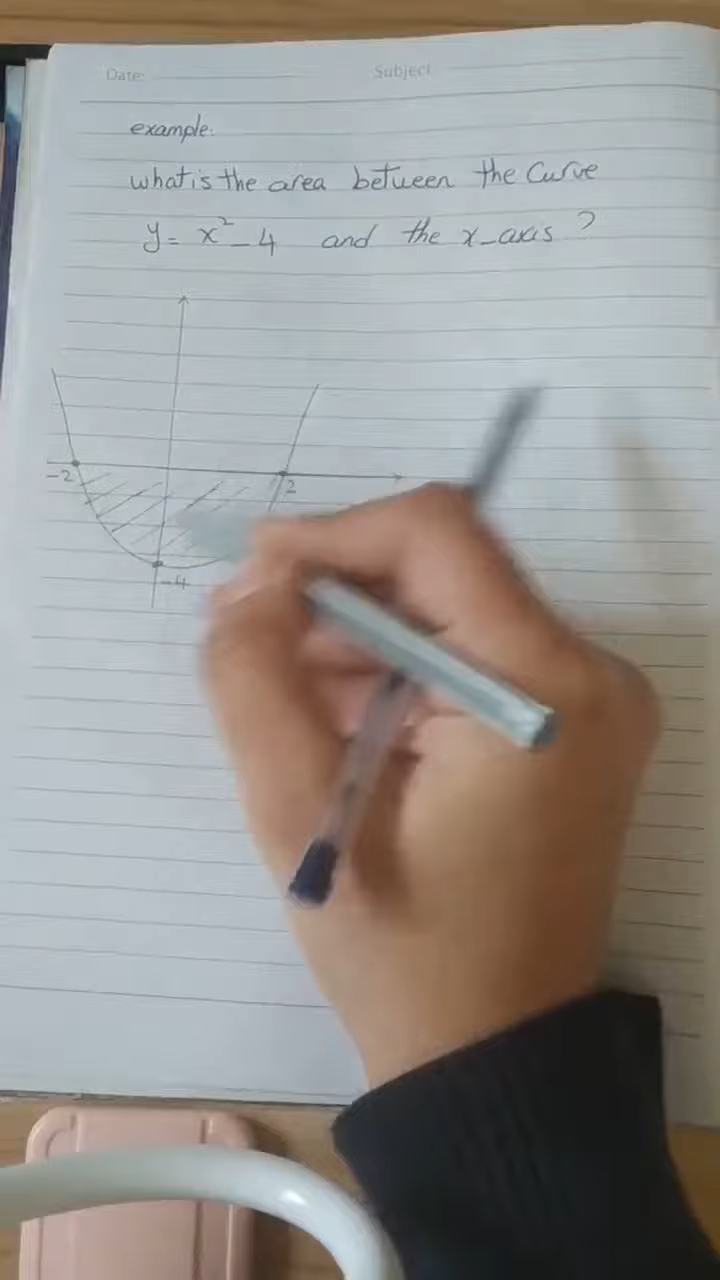 Date:
Subject
example:
what is the area between the curve
y = x² - 4 and the x-axis ?
-2
2
-4